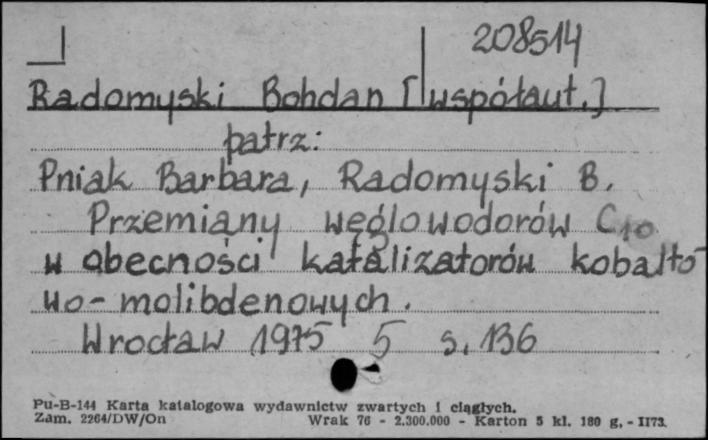 208514
Radomyski Bohdan [współaut.]
patrz:
Pniak Barbara, Radomyski B.
Przemiany węglowodorów C10
w obecności katalizatorów kobalto-
wo-molibdenowych.
Wrocław 1975 5 s. 136
Pu-B-144 Karta katalogowa wydawnictw zwartych i ciągłych.
Zam. 2264/DW/On Wrak 76 - 2.300.000 - Karton 5 kl. 180 g. - II73.